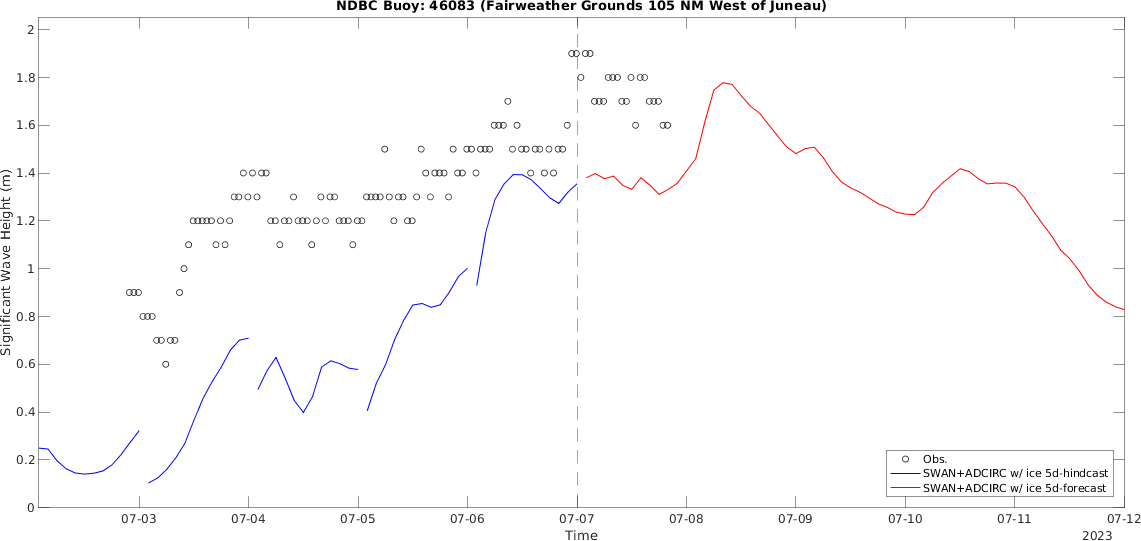 NDBC Buoy: 46083 (Fairweather Grounds 105 NM West of Juneau)
2
1.8
1.6
1.4
1.2
1
0.8
0.6
0.4
0.2
0
Significant Wave Height (m)
Obs.
SWAN+ADCIRC w/ ice 5d-hindcast
SWAN+ADCIRC w/ ice 5d-forecast
07-03 07-04 07-05 07-06 07-07 07-08 07-09 07-10 07-11 07-12
Time
2023